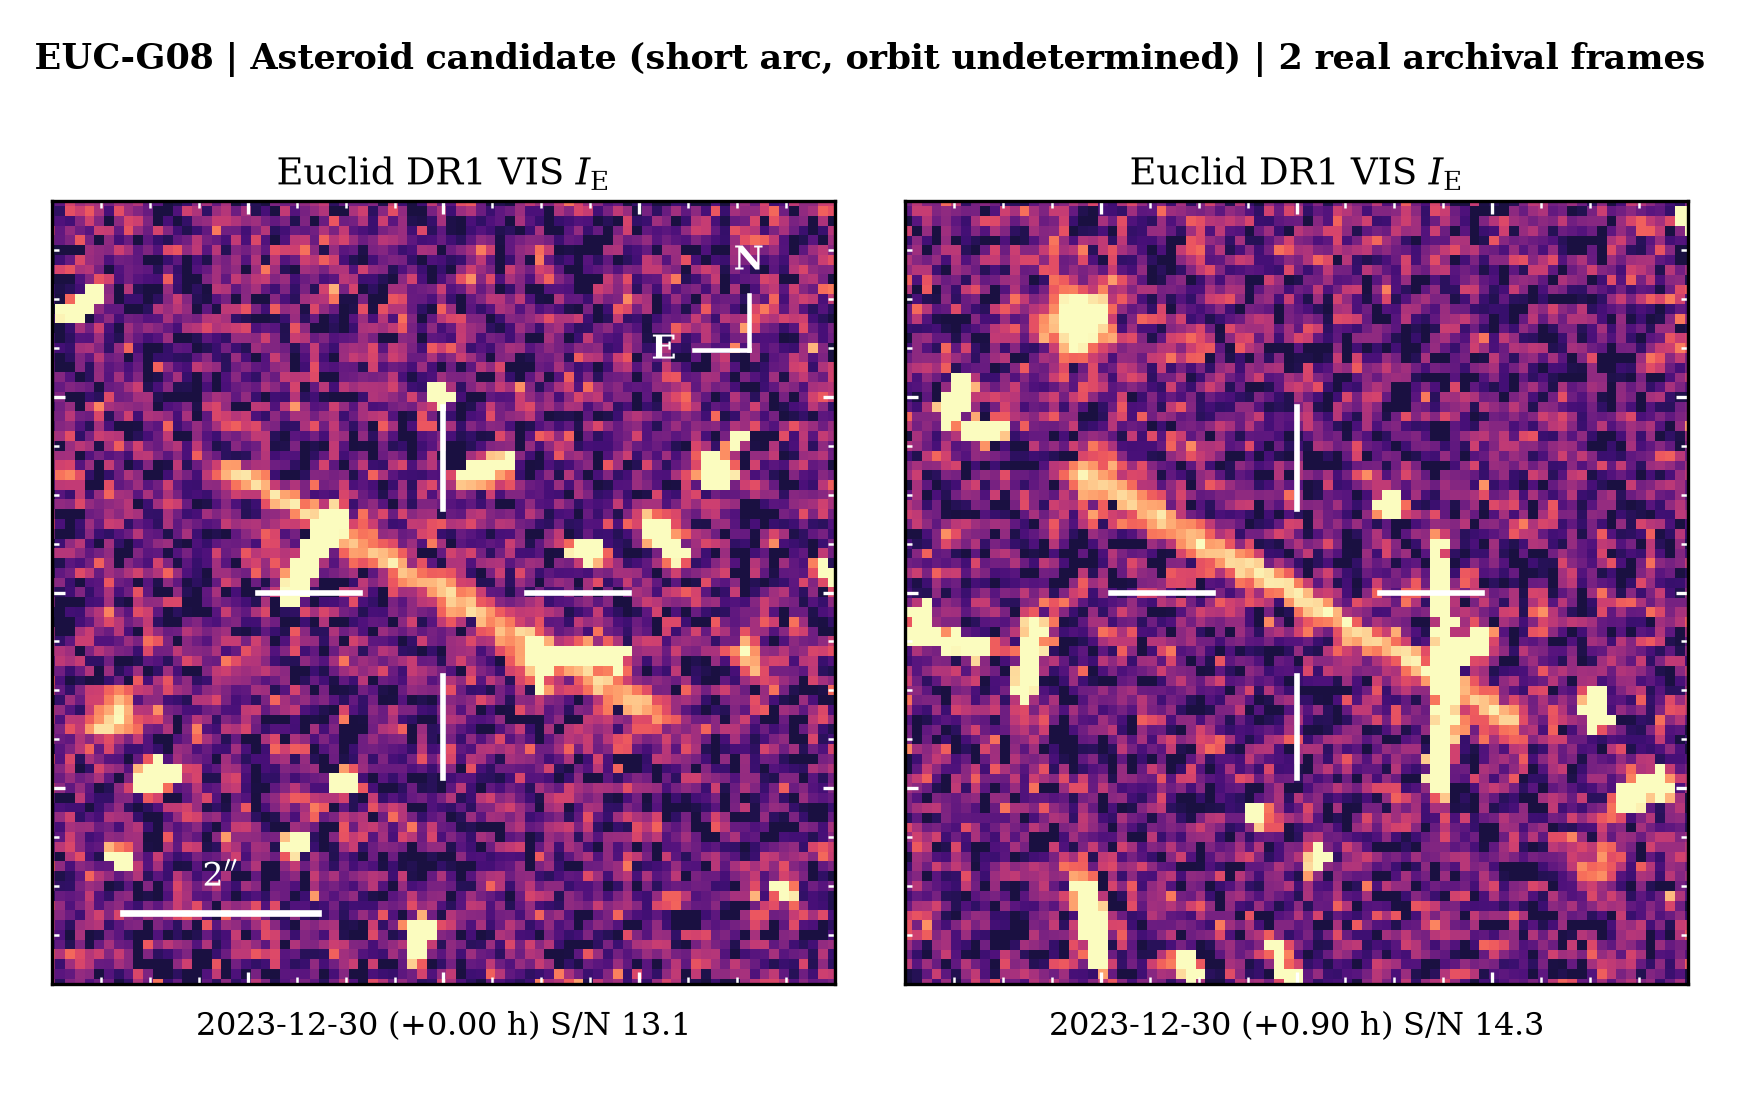 EUC-G08 | Asteroid candidate (short arc, orbit undetermined) | 2 real archival frames
Euclid DR1 VIS I_E
Euclid DR1 VIS I_E
N
E
2″
2023-12-30 (+0.00 h) S/N 13.1
2023-12-30 (+0.90 h) S/N 14.3